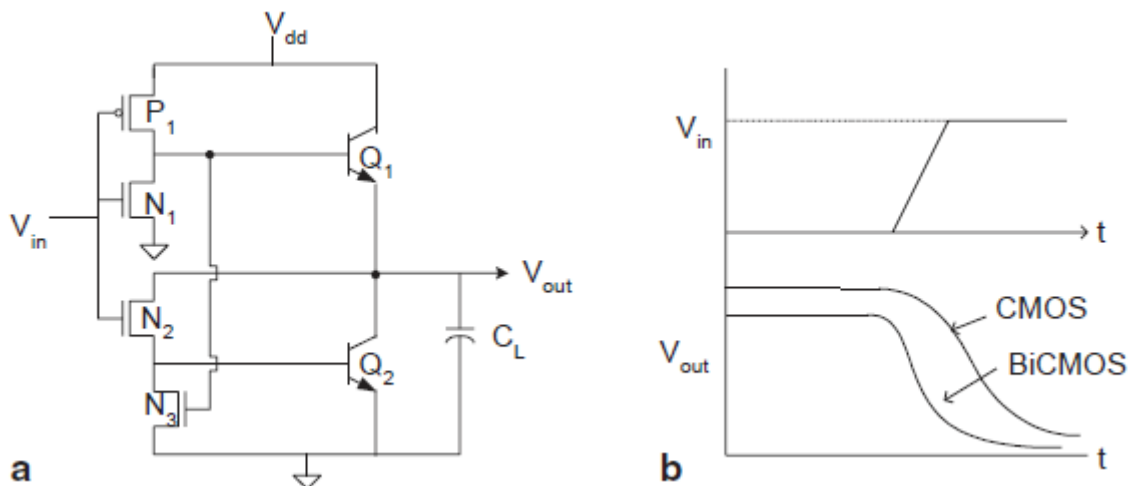 V_dd
P_1
Q_1
N_1
V_in
N_2
V_out
C_L
Q_2
N_3
a
V_in
t
CMOS
V_out
BiCMOS
t
b